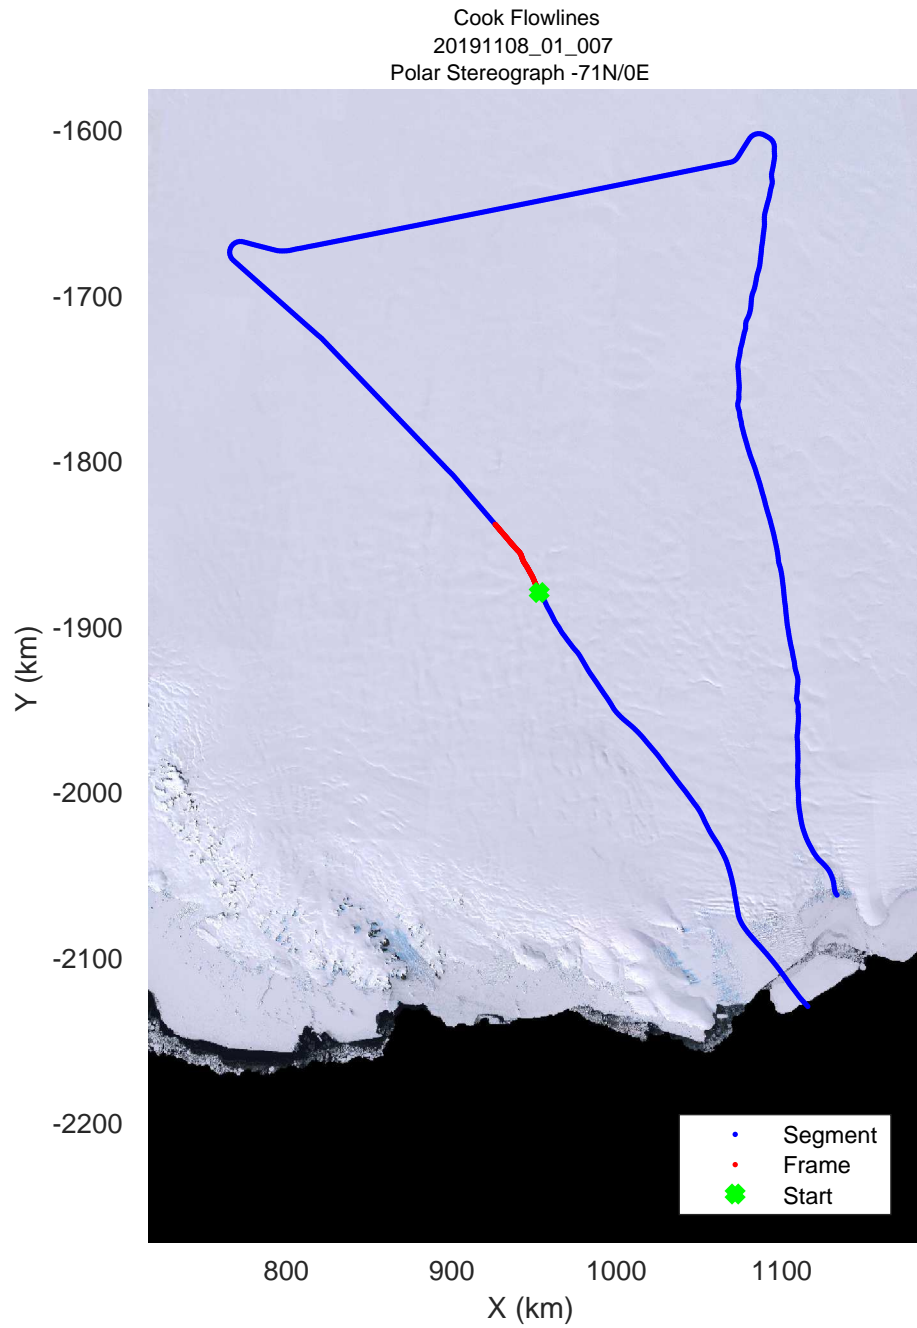 Cook Flowlines
20191108_01_007
Polar Stereograph -71N/0E
-1600
-1700
-1800
-1900
-2000
-2100
-2200
Y (km)
800 900 1000 1100
X (km)
Segment
Frame
Start